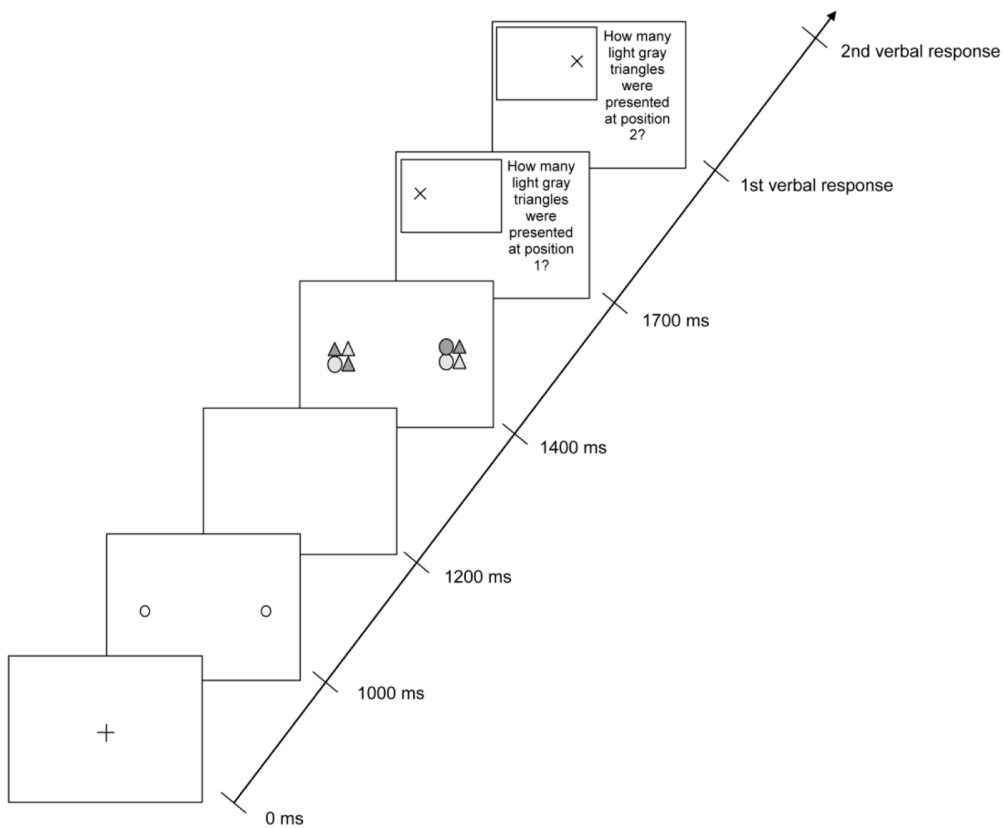 How many
light gray
triangles
were
presented
at position
2?
2nd verbal response
How many
light gray
triangles
were
presented
at position
1?
1st verbal response
1700 ms
1400 ms
1200 ms
1000 ms
0 ms